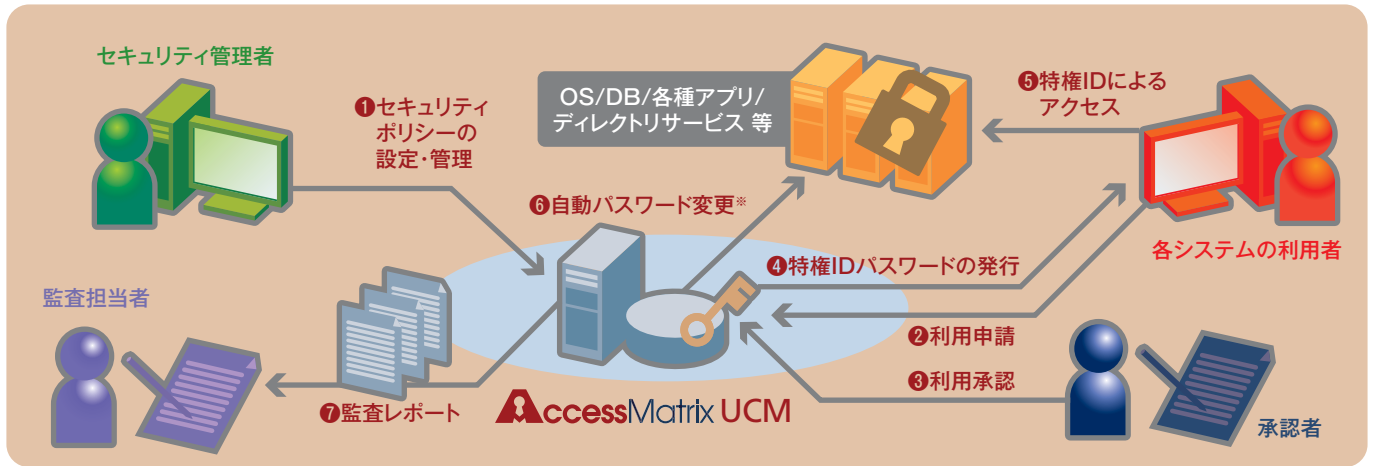 セキュリティ管理者
❶セキュリティ
ポリシーの
設定・管理
OS/DB/各種アプリ/
ディレクトリサービス 等
❺特権IDによる
アクセス
❻自動パスワード変更※
各システムの利用者
❹特権IDパスワードの発行
監査担当者
❷利用申請
❸利用承認
❼監査レポート
AccessMatrix UCM
承認者